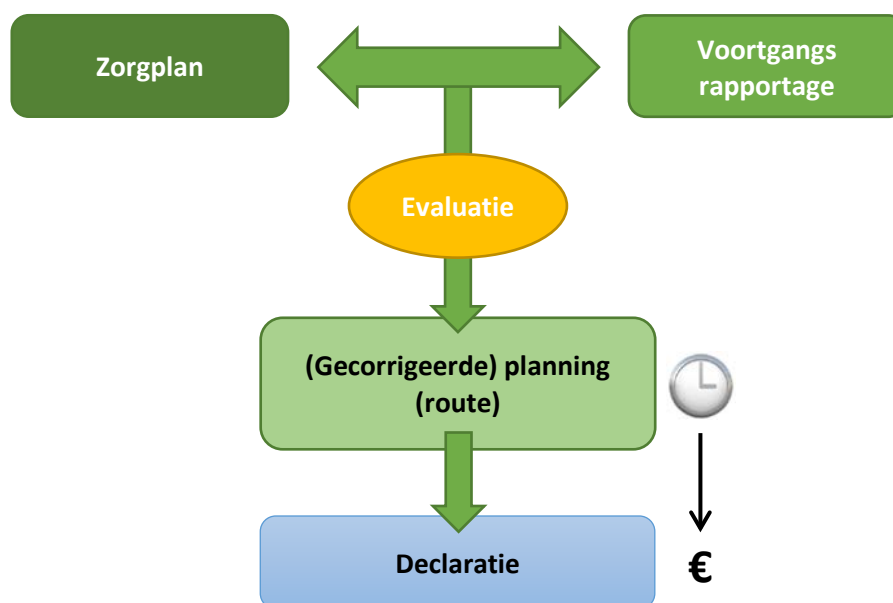 Zorgplan
Voortgangs
rapportage
Evaluatie
(Gecorrigeerde) planning
(route)
Declaratie
€